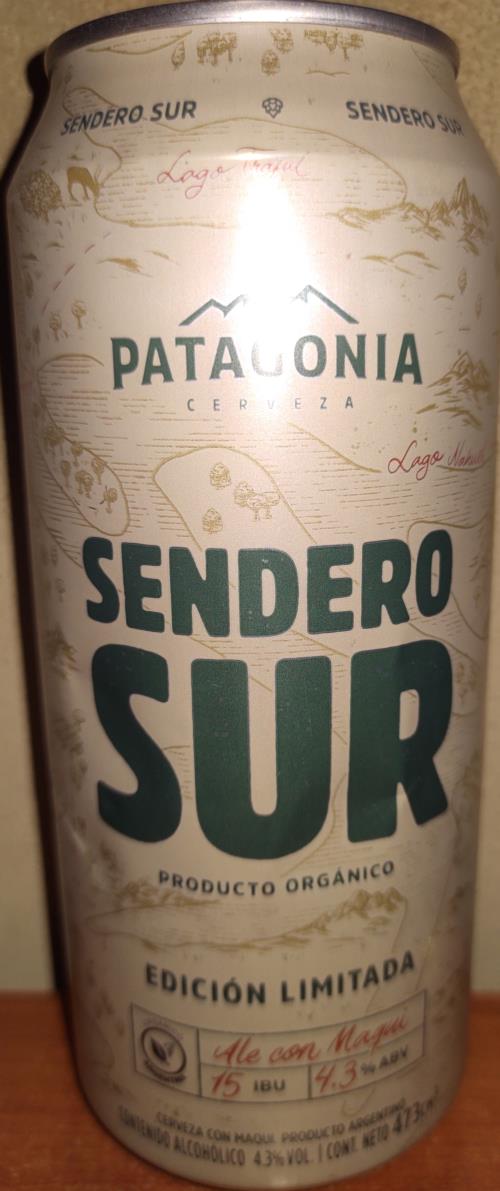 SENDERO SUR SENDERO SUR
Lago Traful
PATAGONIA
CERVEZA
Lago
SENDERO
SUR
PRODUCTO ORGÁNICO
EDICIÓN LIMITADA
Ale con Maqui
15 IBU 4.3 % ABV
CERVEZA CON MAQUI. PRODUCTO ARGENTINO.
CONTENIDO ALCOHÓLICO 4.3% VOL. | CONT. NETO 473cm³